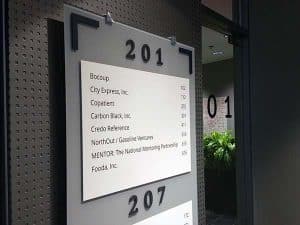 201
Bocoup
City Express, Inc.
Copatient
Carbon Black, Inc.
Credo Reference
NorthOut / Gasoline Ventures
MENTOR: The National Mentoring Partnership
Fooda, Inc.
207
01